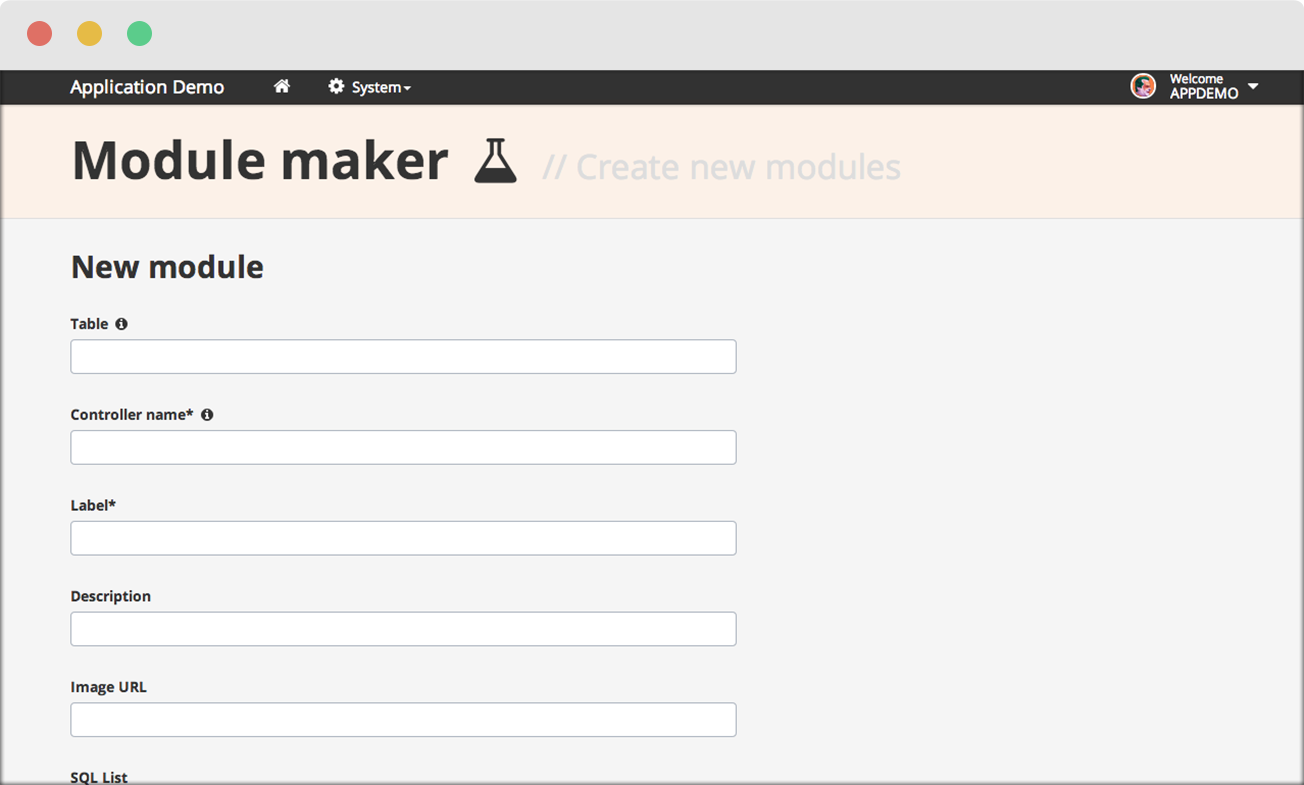 Application Demo System Welcome
APPDEMO
Module maker // Create new modules
New module
Table
Controller name*
Label*
Description
Image URL
SQL List